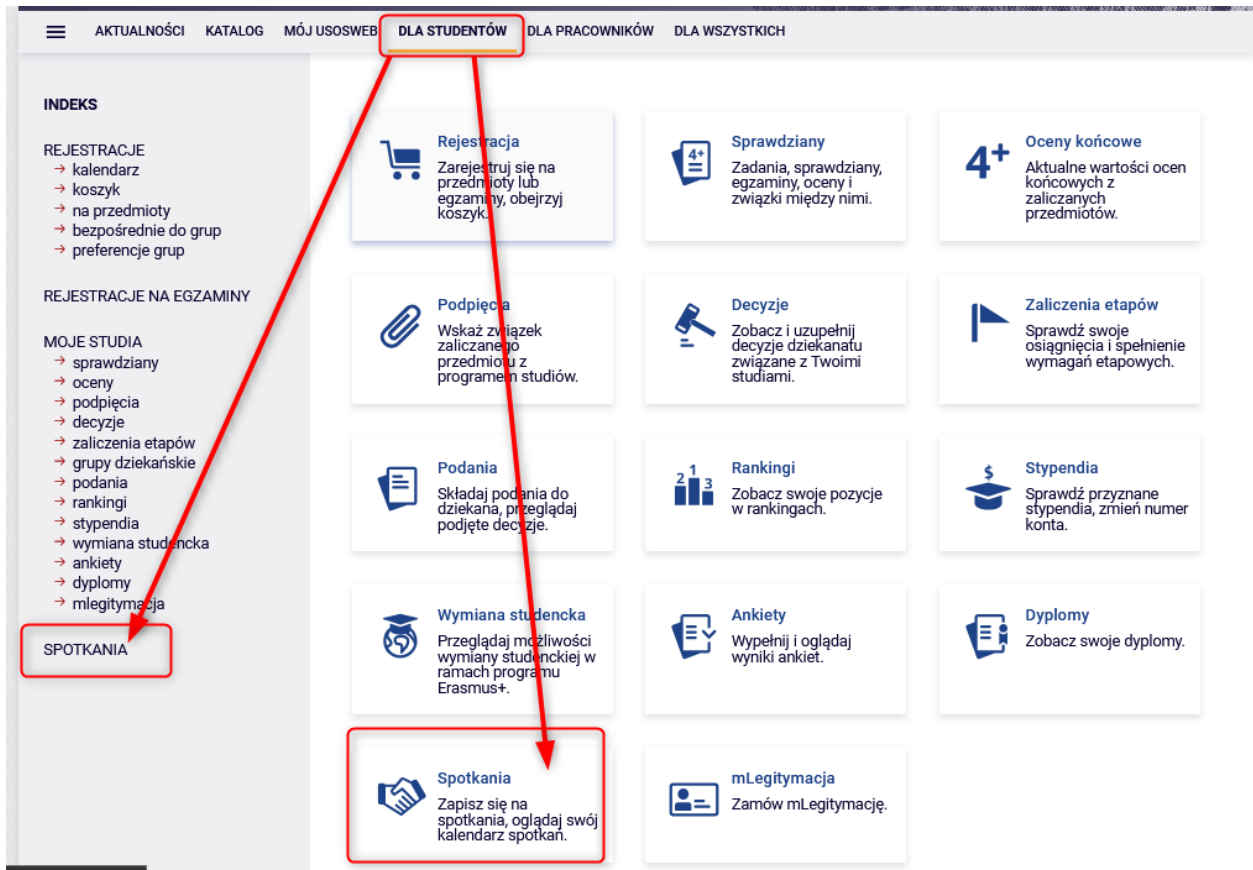 AKTUALNOŚCI KATALOG MÓJ USOSWEB DLA STUDENTÓW DLA PRACOWNIKÓW DLA WSZYSTKICH
INDEKS
REJESTRACJE
→ kalendarz
→ koszyk
→ na przedmioty
→ bezpośrednie do grup
→ preferencje grup
REJESTRACJE NA EGZAMINY
MOJE STUDIA
→ sprawdziany
→ oceny
→ podpięcia
→ decyzje
→ zaliczenia etapów
→ grupy dziekańskie
→ podania
→ rankingi
→ stypendia
→ wymiana studencka
→ ankiety
→ dyplomy
→ mlegitymacja
SPOTKANIA
Rejestracja
Zarejestruj się na
przedmioty lub
egzaminy, obejrzyj
koszyk.
4+
Sprawdziany
Zadania, sprawdziany,
egzaminy, oceny i
związki między nimi.
4+
Oceny końcowe
Aktualne wartości ocen
końcowych z
zaliczanych
przedmiotów.
Podpięcia
Wskaż związek
zaliczanego
przedmiotu z
programem studiów.
Decyzje
Zobacz i uzupełnij
decyzje dziekanatu
związane z Twoimi
studiami.
Zaliczenia etapów
Sprawdź swoje
osiągnięcia i spełnienie
wymagań etapowych.
Podania
Składaj podania do
dziekana, przeglądaj
podjęte decyzje.
2 1 3
Rankingi
Zobacz swoje pozycje
w rankingach.
$
Stypendia
Sprawdź przyznane
stypendia, zmień numer
konta.
Wymiana studencka
Przeglądaj możliwości
wymiany studenckiej w
ramach programu
Erasmus+.
Ankiety
Wypełnij i oglądaj
wyniki ankiet.
Dyplomy
Zobacz swoje dyplomy.
Spotkania
Zapisz się na
spotkania, oglądaj swój
kalendarz spotkań.
mLegitymacja
Zamów mLegitymację.